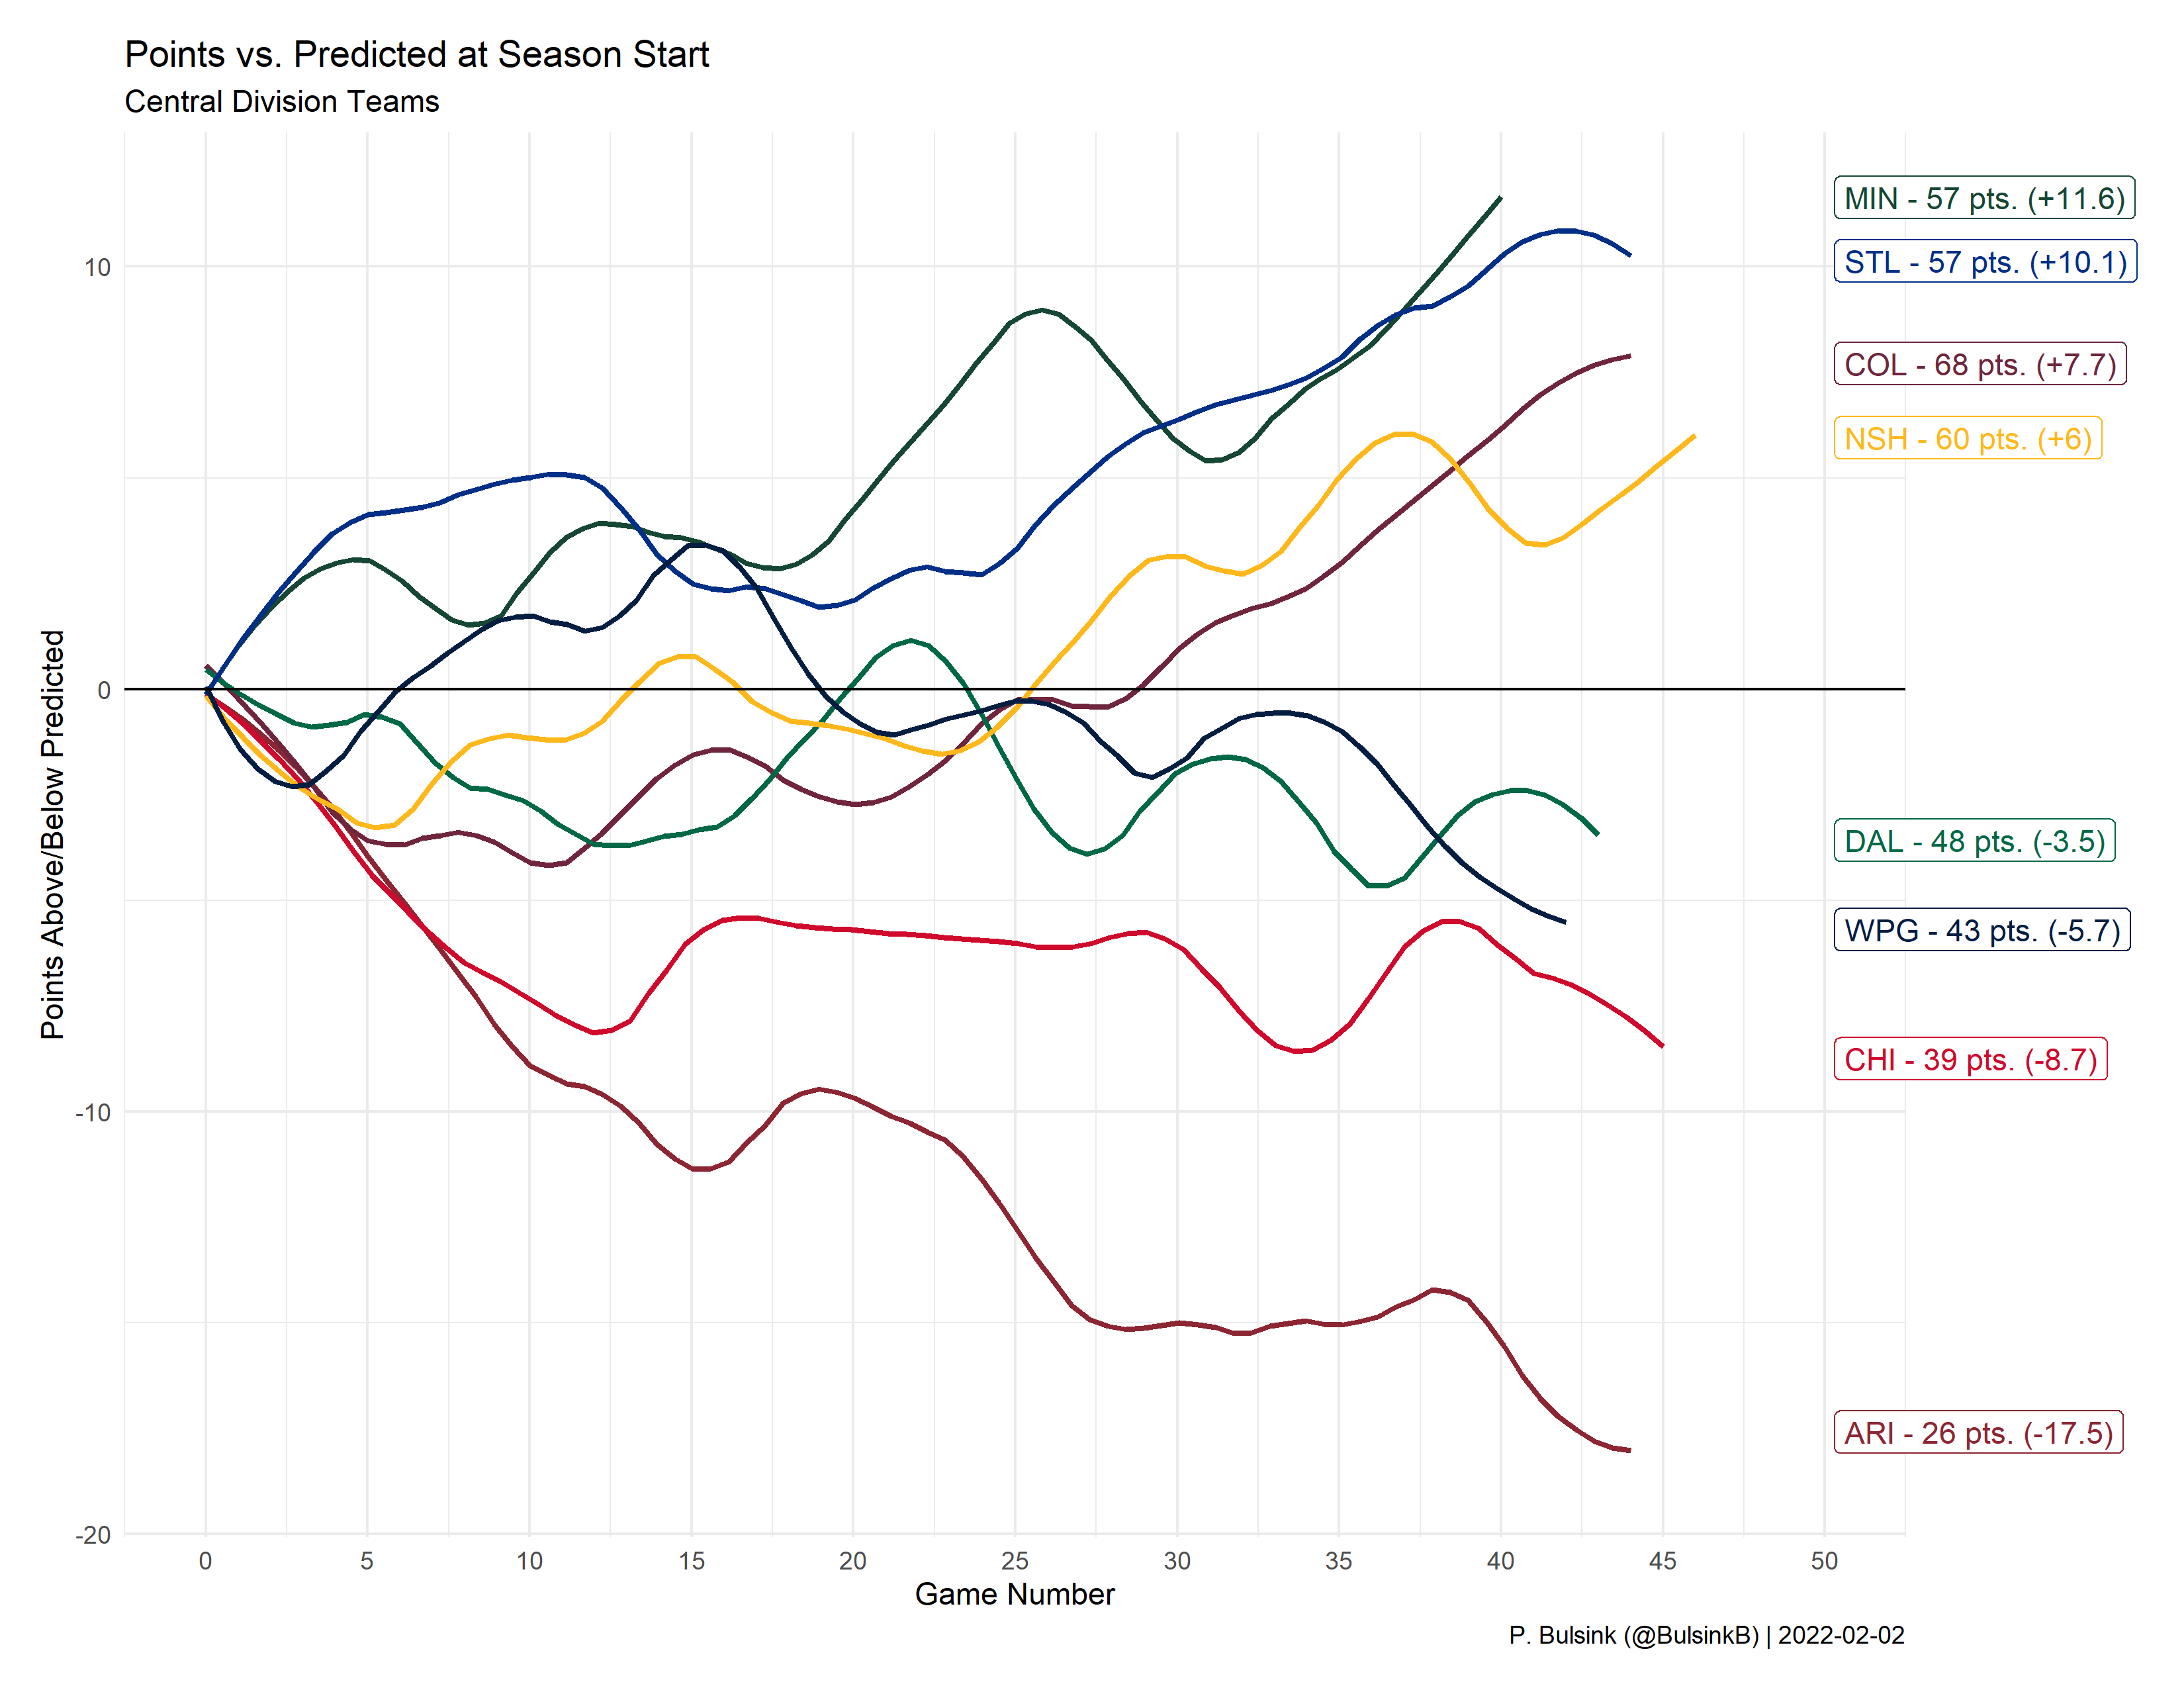 Points vs. Predicted at Season Start
Central Division Teams
MIN - 57 pts. (+11.6)
STL - 57 pts. (+10.1)
COL - 68 pts. (+7.7)
NSH - 60 pts. (+6)
DAL - 48 pts. (-3.5)
WPG - 43 pts. (-5.7)
CHI - 39 pts. (-8.7)
ARI - 26 pts. (-17.5)
Points Above/Below Predicted
10
0
-10
-20
0 5 10 15 20 25 30 35 40 45 50
Game Number
P. Bulsink (@BulsinkB) | 2022-02-02